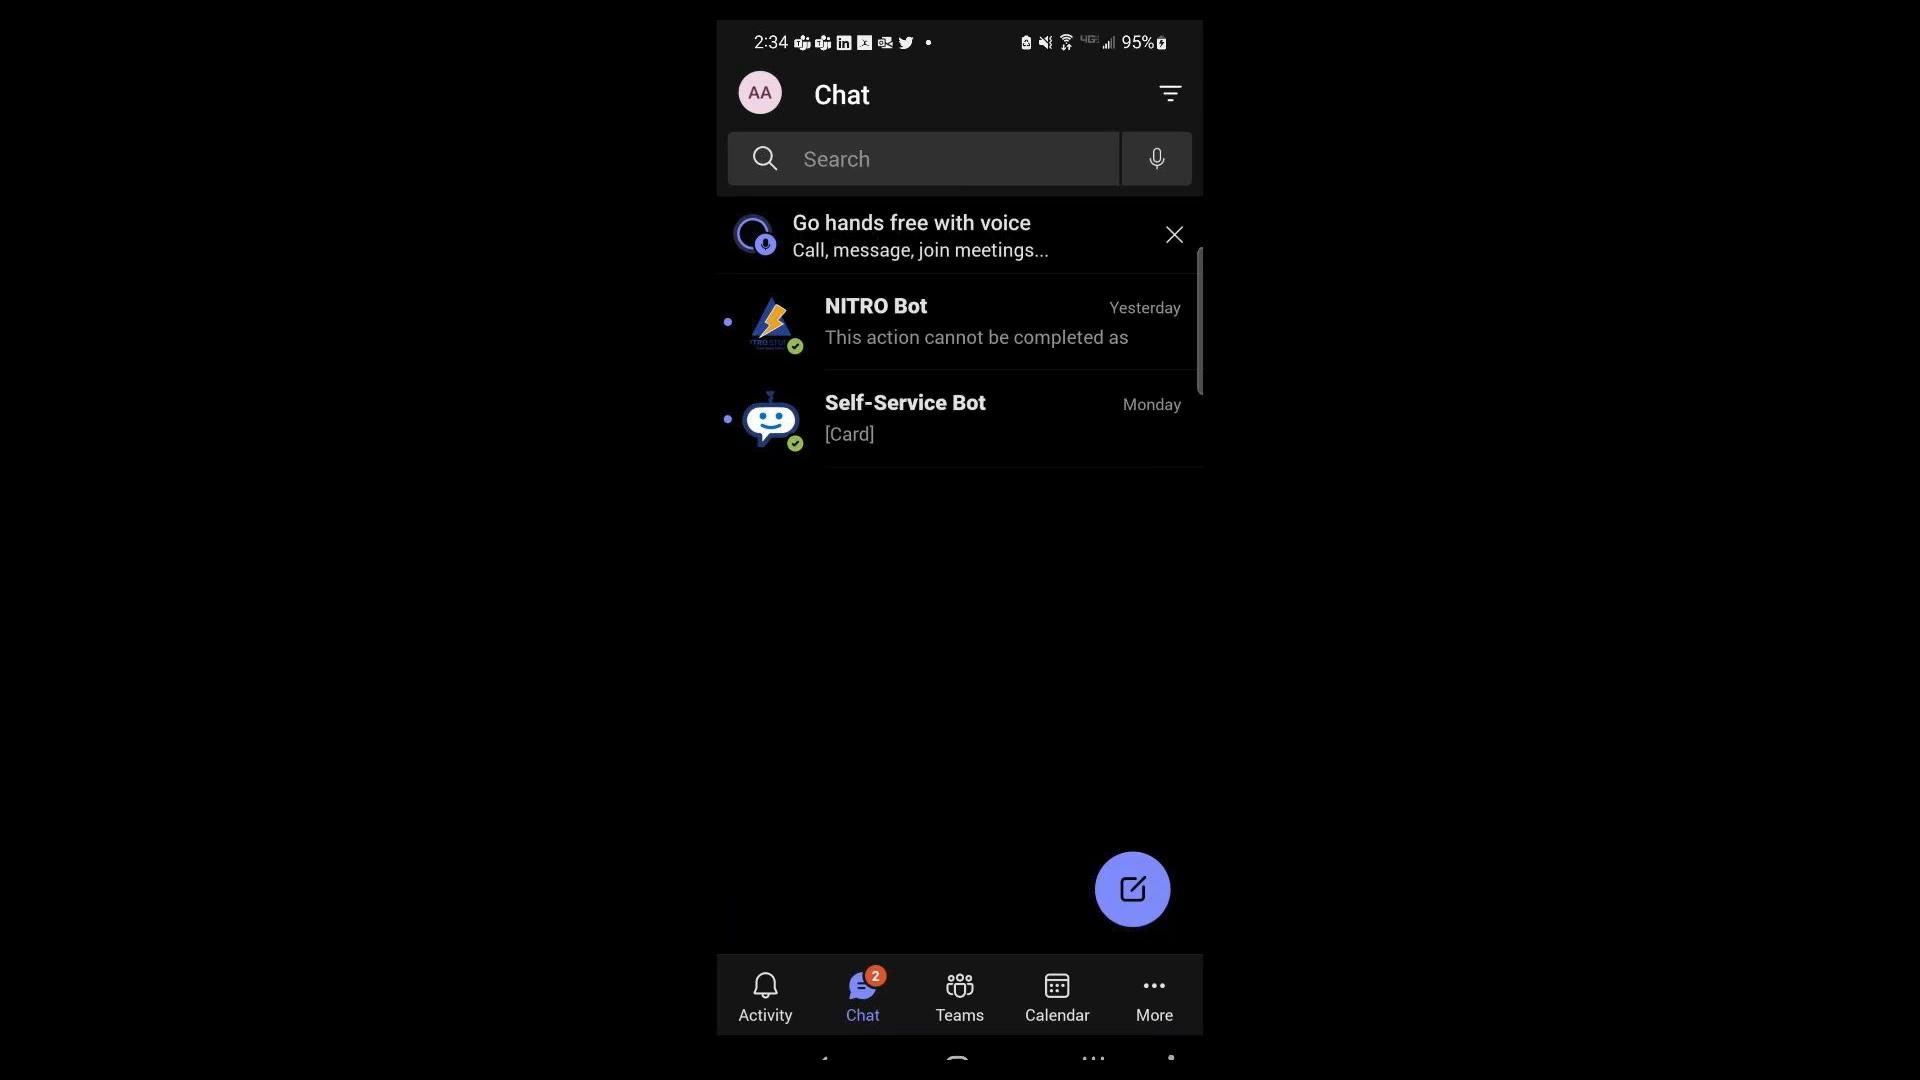 2:34 95%
AA Chat
Search
Go hands free with voice
Call, message, join meetings...
NITRO Bot Yesterday
This action cannot be completed as
Self-Service Bot Monday
[Card]
2
Activity Chat Teams Calendar More